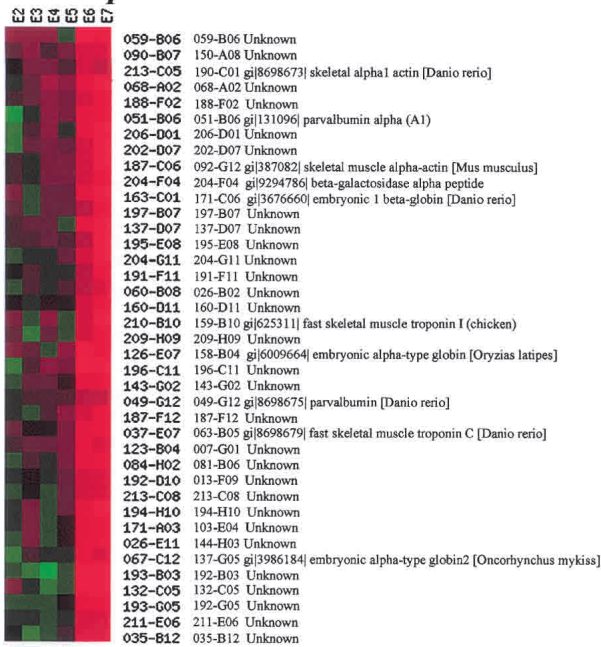 E2 E3 E4 E5 E6 E7
059-B06 059-B06 Unknown
090-B07 150-A08 Unknown
213-C05 190-C01 gi|8698673| skeletal alpha1 actin [Danio rerio]
068-A02 068-A02 Unknown
188-F02 188-F02 Unknown
051-B06 051-B06 gi|131096| parvalbumin alpha (A1)
206-D01 206-D01 Unknown
202-D07 202-D07 Unknown
187-C06 092-G12 gi|387082| skeletal muscle alpha-actin [Mus musculus]
204-F04 204-F04 gi|9294786| beta-galactosidase alpha peptide
163-C01 171-C06 gi|3676660| embryonic 1 beta-globin [Danio rerio]
197-B07 197-B07 Unknown
137-D07 137-D07 Unknown
195-E08 195-E08 Unknown
204-G11 204-G11 Unknown
191-F11 191-F11 Unknown
060-B08 026-B02 Unknown
160-D11 160-D11 Unknown
210-B10 159-B10 gi|625311| fast skeletal muscle troponin I (chicken)
209-H09 209-H09 Unknown
126-E07 158-B04 gi|6009664| embryonic alpha-type globin [Oryzias latipes]
196-C11 196-C11 Unknown
143-G02 143-G02 Unknown
049-G12 049-G12 gi|8698675| parvalbumin [Danio rerio]
187-F12 187-F12 Unknown
037-E07 063-B05 gi|8698679| fast skeletal muscle troponin C [Danio rerio]
123-B04 007-G01 Unknown
084-H02 081-B06 Unknown
192-D10 013-F09 Unknown
213-C08 213-C08 Unknown
194-H10 194-H10 Unknown
171-A03 103-E04 Unknown
026-E11 144-H03 Unknown
067-C12 137-G05 gi|3986184| embryonic alpha-type globin2 [Oncorhynchus mykiss]
193-B03 192-B03 Unknown
132-C05 132-C05 Unknown
193-G05 192-G05 Unknown
211-E06 211-E06 Unknown
035-B12 035-B12 Unknown